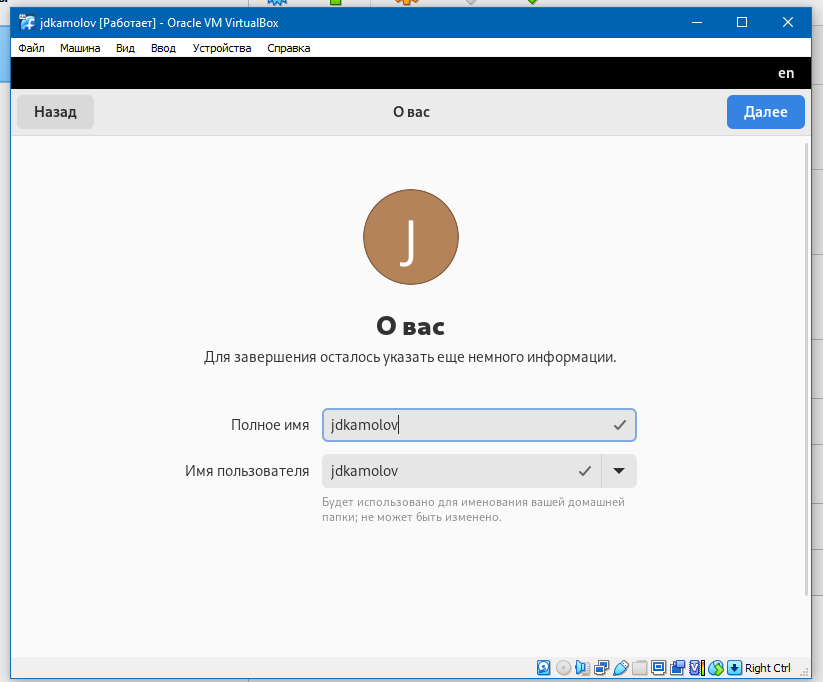 jdkamolov [Работает] - Oracle VM VirtualBox
Файл Машина Вид Ввод Устройства Справка
en
Назад О вас Далее
J
О вас
Для завершения осталось указать еще немного информации.
Полное имя jdkamolov
Имя пользователя jdkamolov
Будет использовано для именования вашей домашней
папки; не может быть изменено.
Right Ctrl